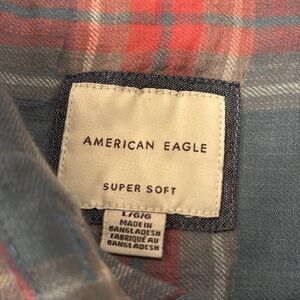 AMERICAN EAGLE
SUPER SOFT
L/G/G
MADE IN
BANGLADESH
FABRIQUÉ AU
BANGLADESH